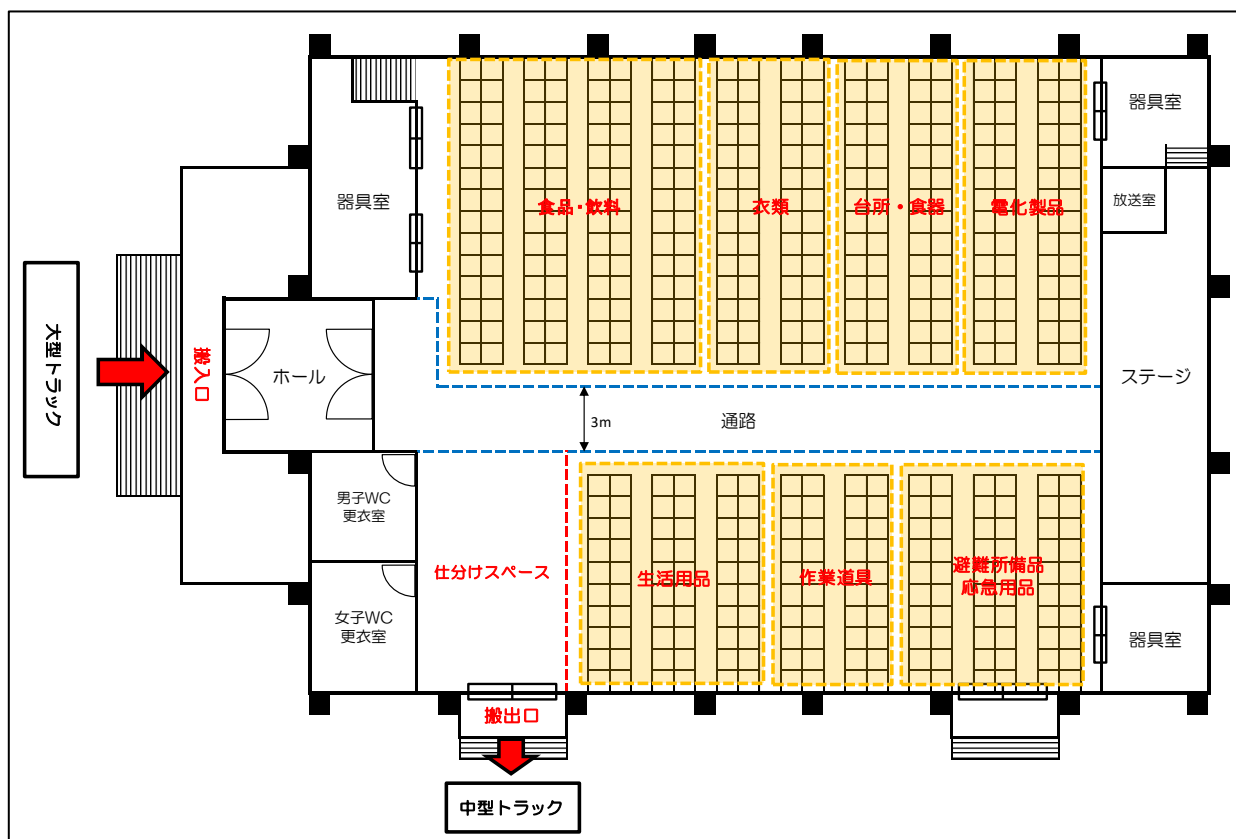 器具室
器具室
食品・飲料
衣類
台所・食器
電化製品
放送室
大型トラック
搬入口
ホール
ステージ
通路
3m
男子WC
更衣室
仕分けスペース
生活用品
作業道具
避難所備品
応急用品
女子WC
更衣室
器具室
搬出口
中型トラック